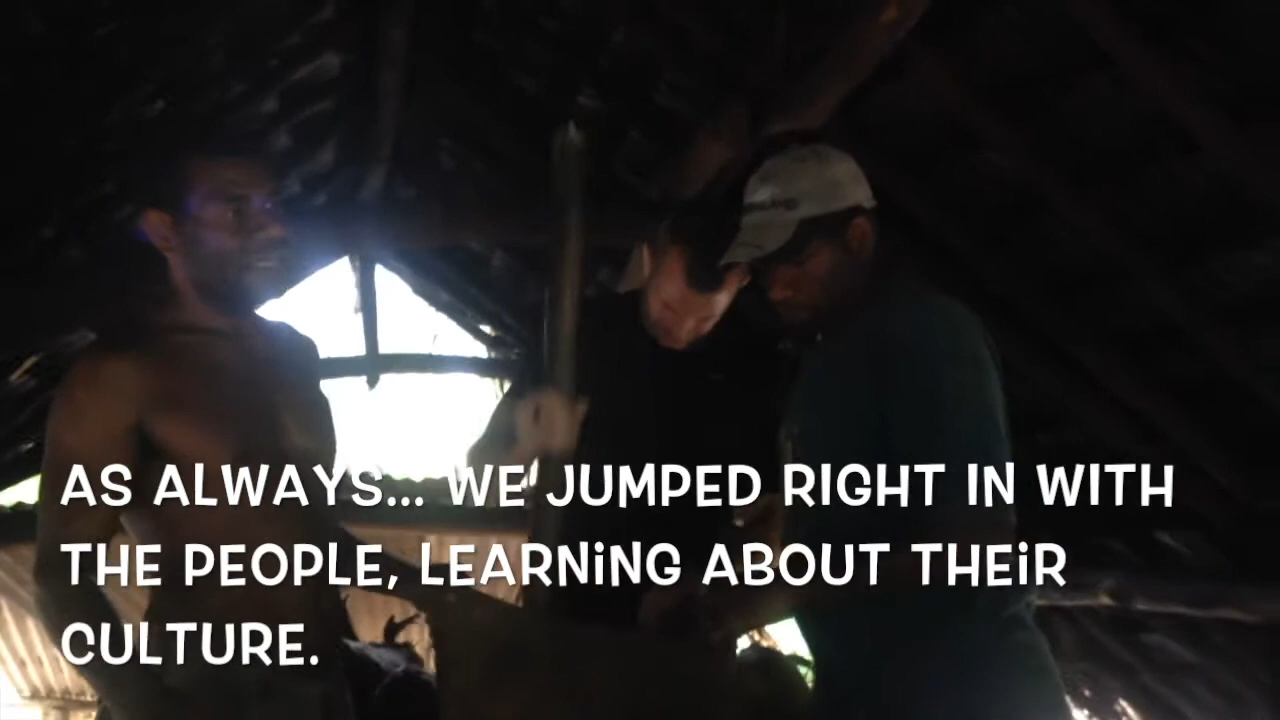 AS ALWAYS... WE JUMPED RIGHT IN WITH
THE PEOPLE, LEARNING ABOUT THEIR
CULTURE.